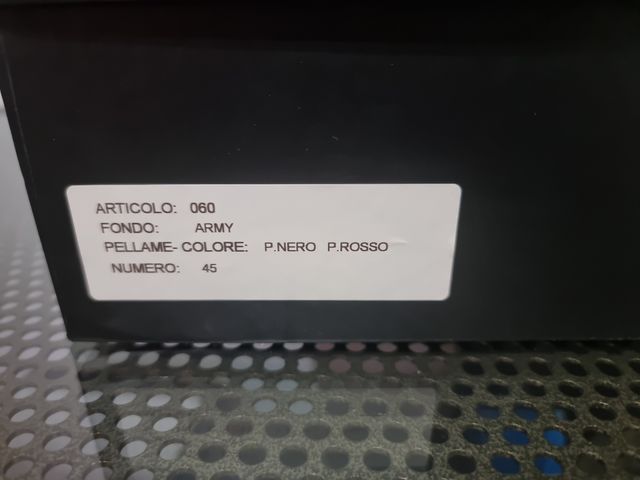 ARTICOLO: 060
FONDO: ARMY
PELLAME- COLORE: P.NERO P.ROSSO
NUMERO: 45